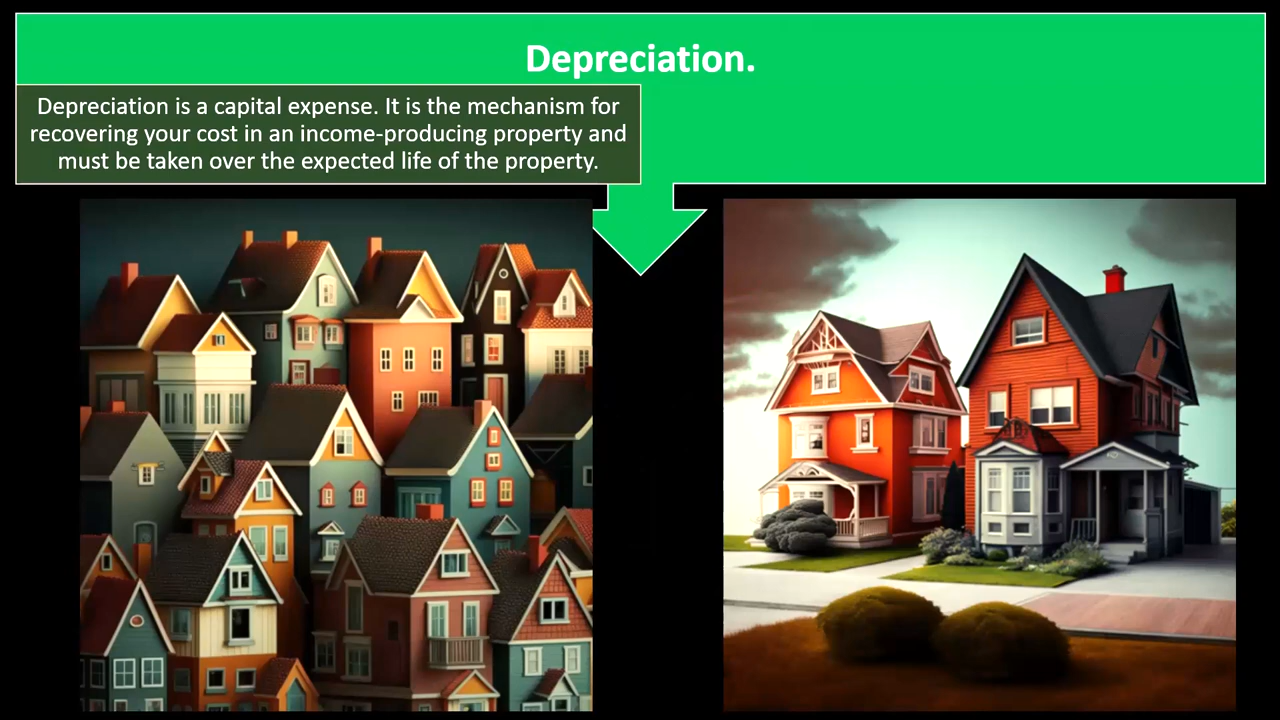 Depreciation.
Depreciation is a capital expense. It is the mechanism for
recovering your cost in an income-producing property and
must be taken over the expected life of the property.